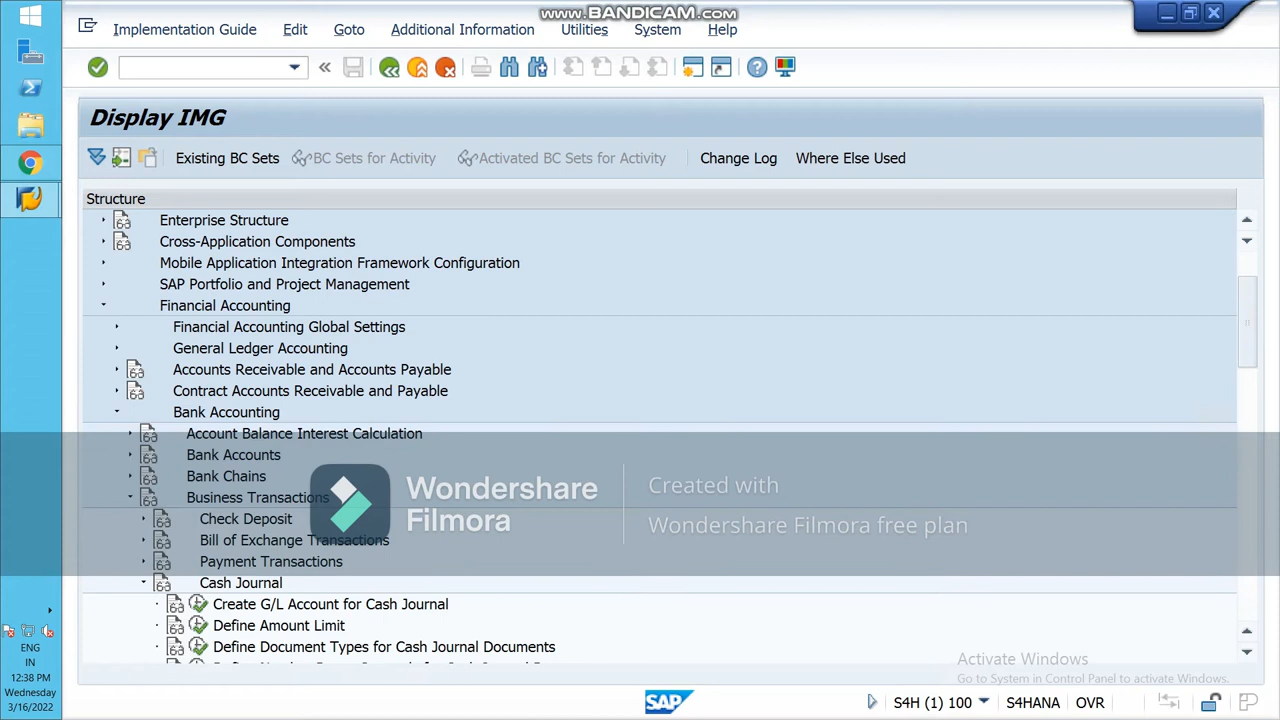 www.BANDICAM.com
Implementation Guide Edit Goto Additional Information Utilities System Help
Display IMG
Existing BC Sets BC Sets for Activity Activated BC Sets for Activity Change Log Where Else Used
Structure
Enterprise Structure
Cross-Application Components
Mobile Application Integration Framework Configuration
SAP Portfolio and Project Management
Financial Accounting
Financial Accounting Global Settings
General Ledger Accounting
Accounts Receivable and Accounts Payable
Contract Accounts Receivable and Payable
Bank Accounting
Account Balance Interest Calculation
Bank Accounts
Bank Chains
Business Transactions
Check Deposit
Bill of Exchange Transactions
Payment Transactions
Cash Journal
Create G/L Account for Cash Journal
Define Amount Limit
Define Document Types for Cash Journal Documents
Wondershare
Filmora
Created with
Wondershare Filmora free plan
Activate Windows
Go to System in Control Panel to activate Windows.
ENG
IN
12:38 PM
Wednesday
3/16/2022
SAP
S4H (1) 100 S4HANA OVR